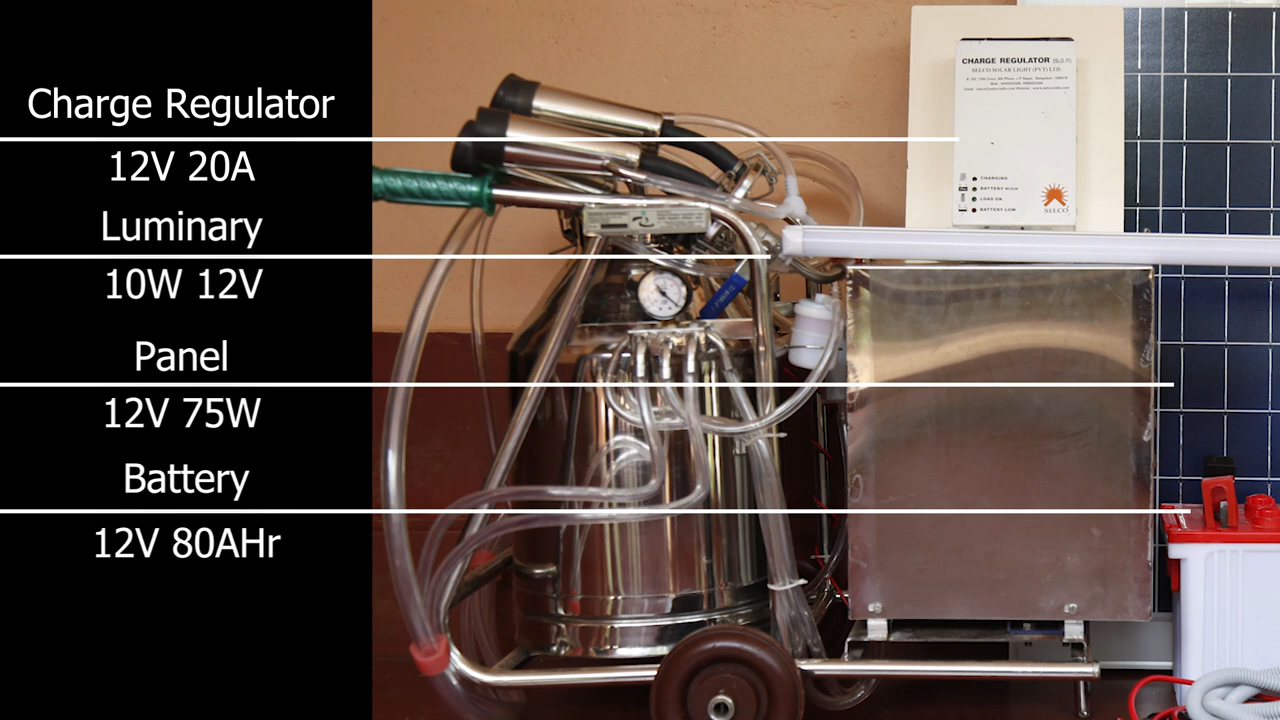 Charge Regulator
12V 20A
Luminary
10W 12V
Panel
12V 75W
Battery
12V 80AHr
CHARGE REGULATOR (S.S.R)
SELCO SOLAR LIGHT (PVT) LTD.
CHARGING
BATTERY HIGH
LOAD ON
BATTERY LOW
SELCO